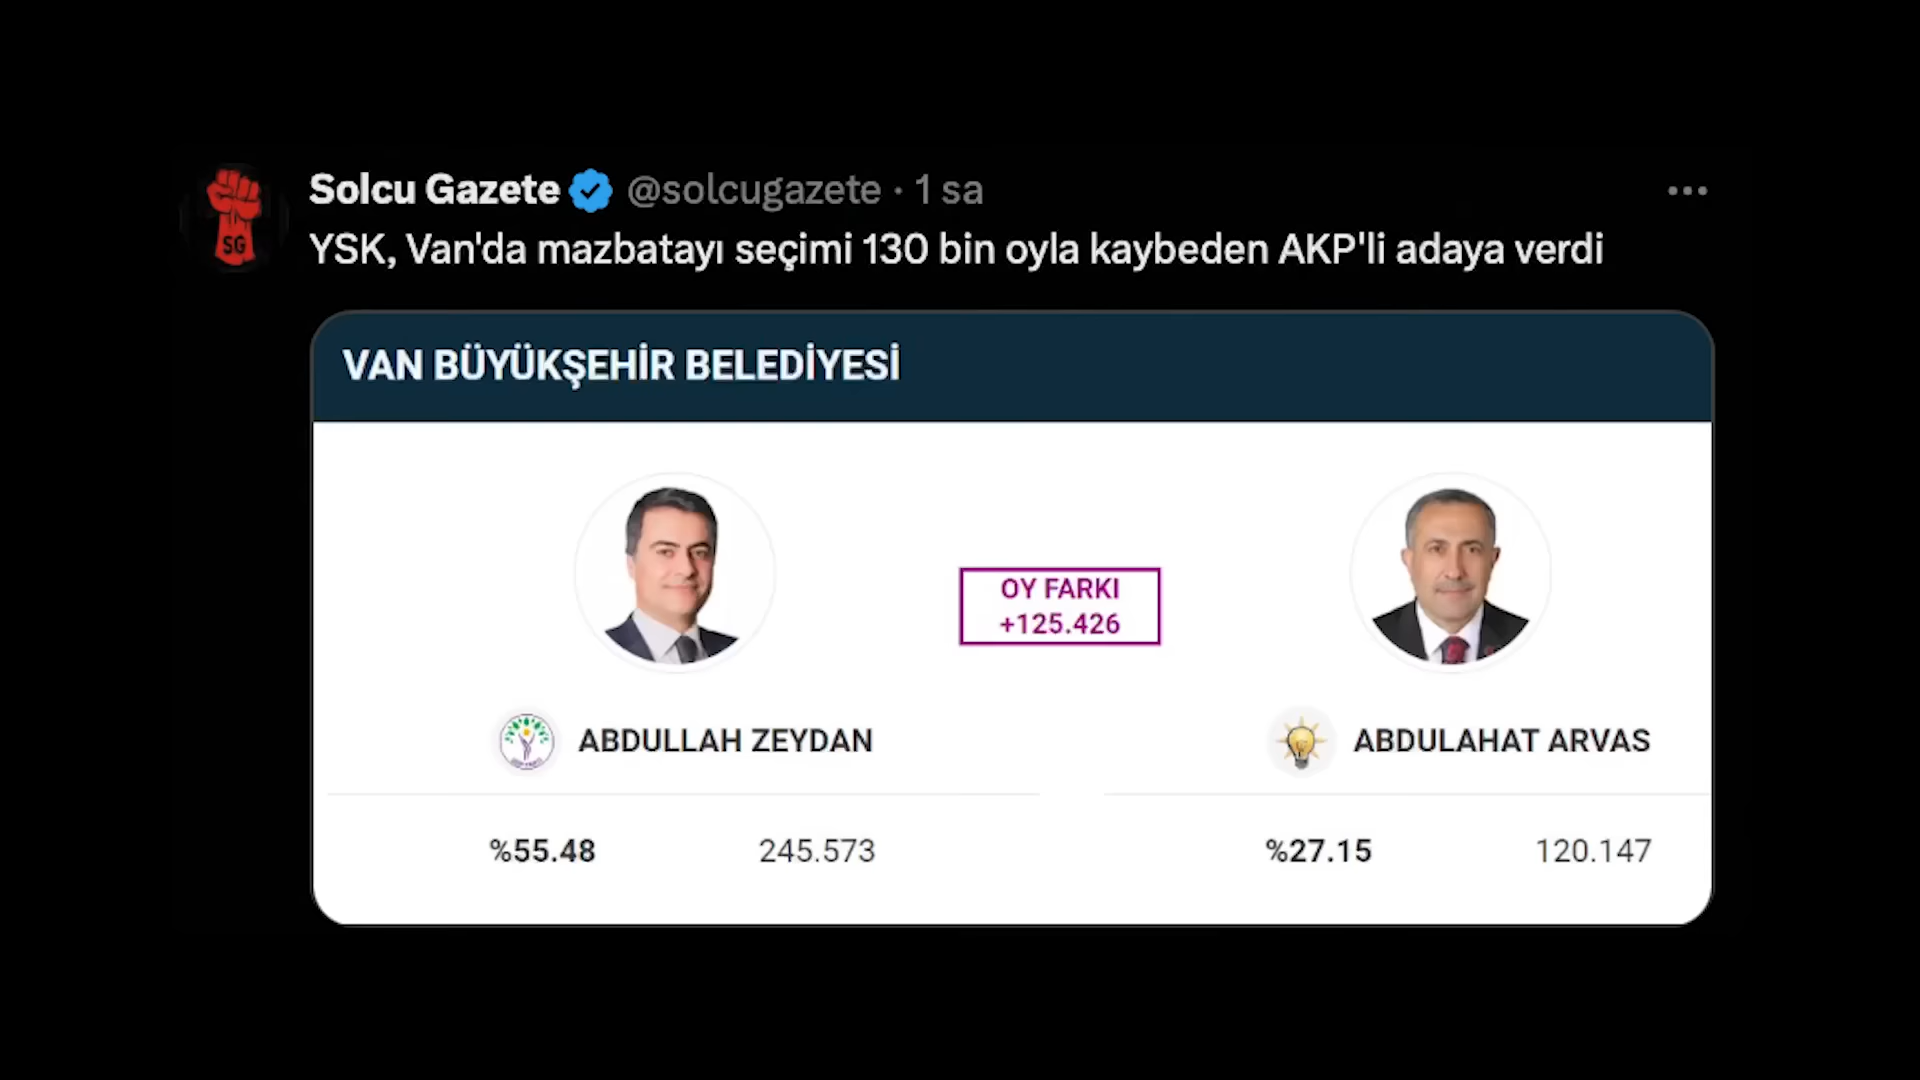 Solcu Gazete @solcugazete · 1 sa
SG
YSK, Van'da mazbatayı seçimi 130 bin oyla kaybeden AKP'li adaya verdi
VAN BÜYÜKŞEHİR BELEDİYESİ
OY FARKI
+125.426
ABDULLAH ZEYDAN
ABDULAHAT ARVAS
%55.48 245.573
%27.15 120.147